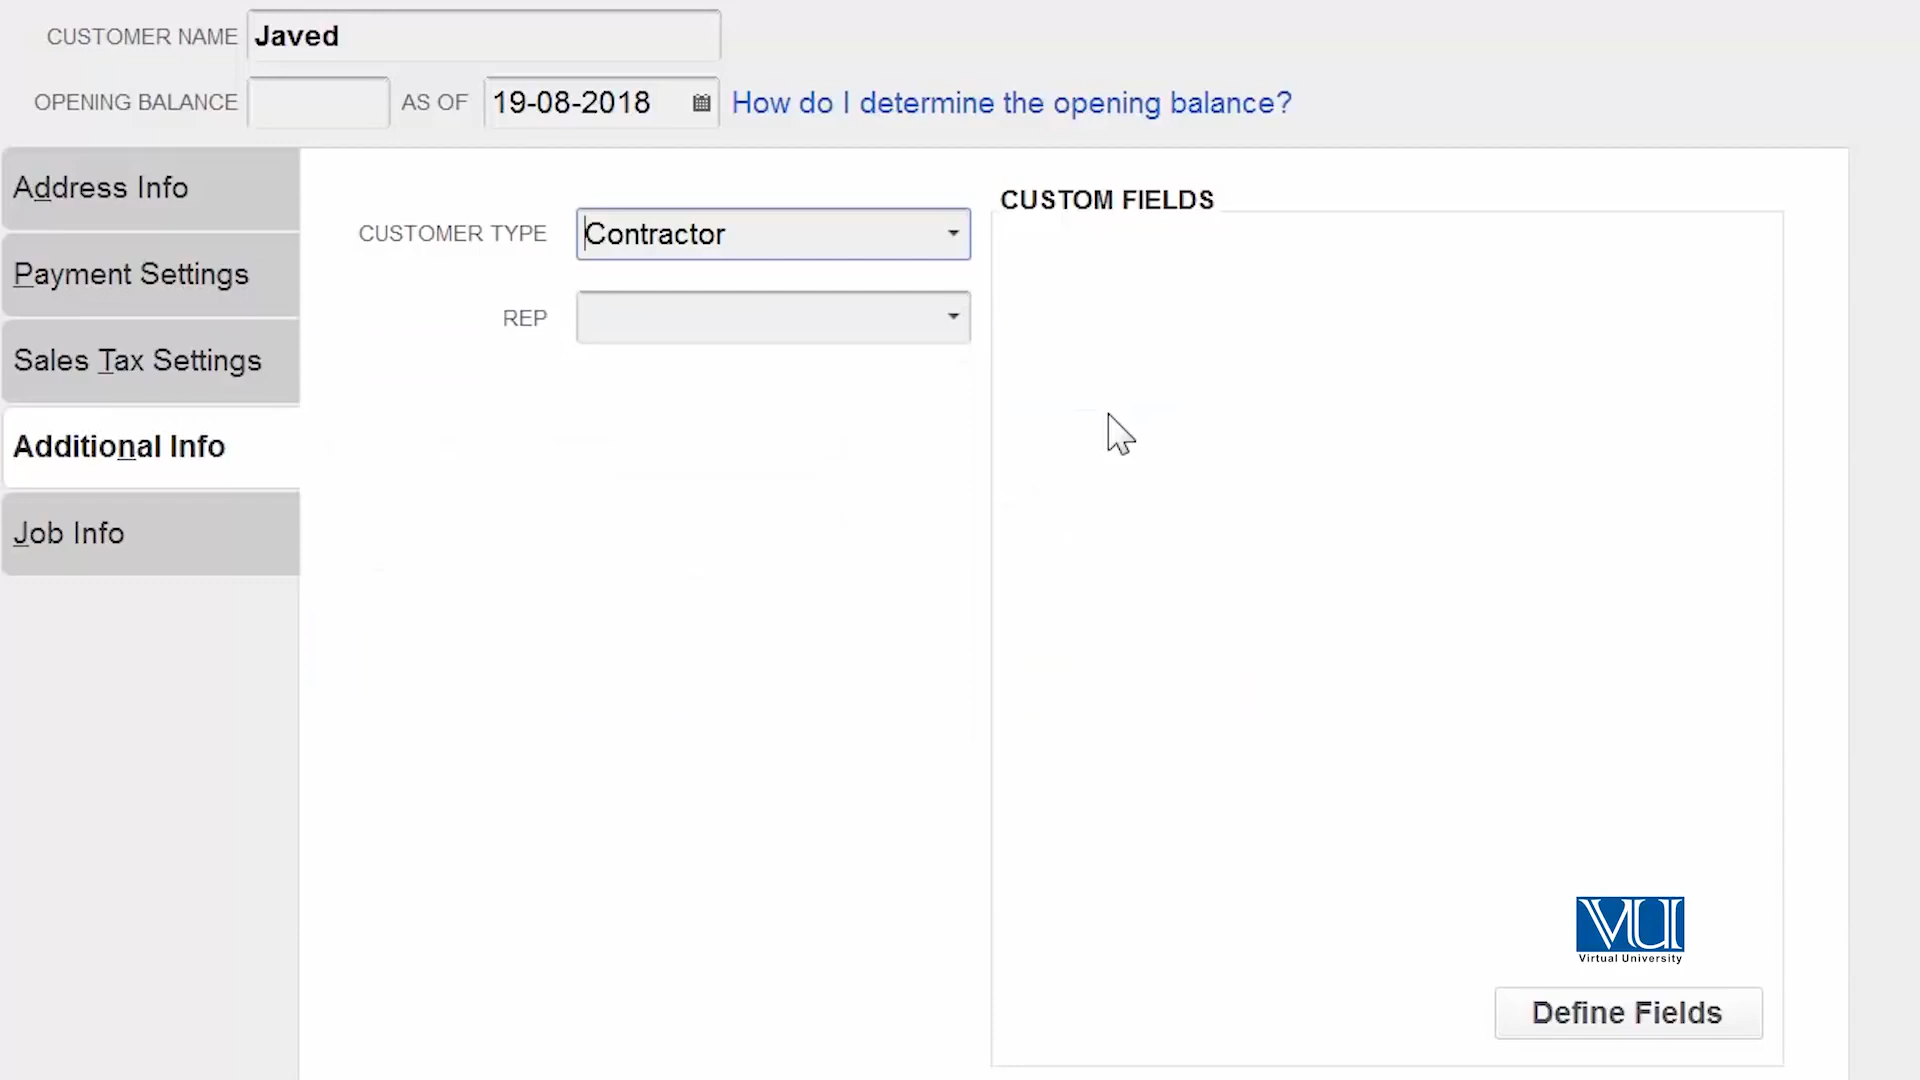 CUSTOMER NAME Javed
OPENING BALANCE AS OF 19-08-2018 How do I determine the opening balance?
Address Info
Payment Settings
Sales Tax Settings
Additional Info
Job Info
CUSTOMER TYPE Contractor
REP
CUSTOM FIELDS
VU
Virtual University
Define Fields